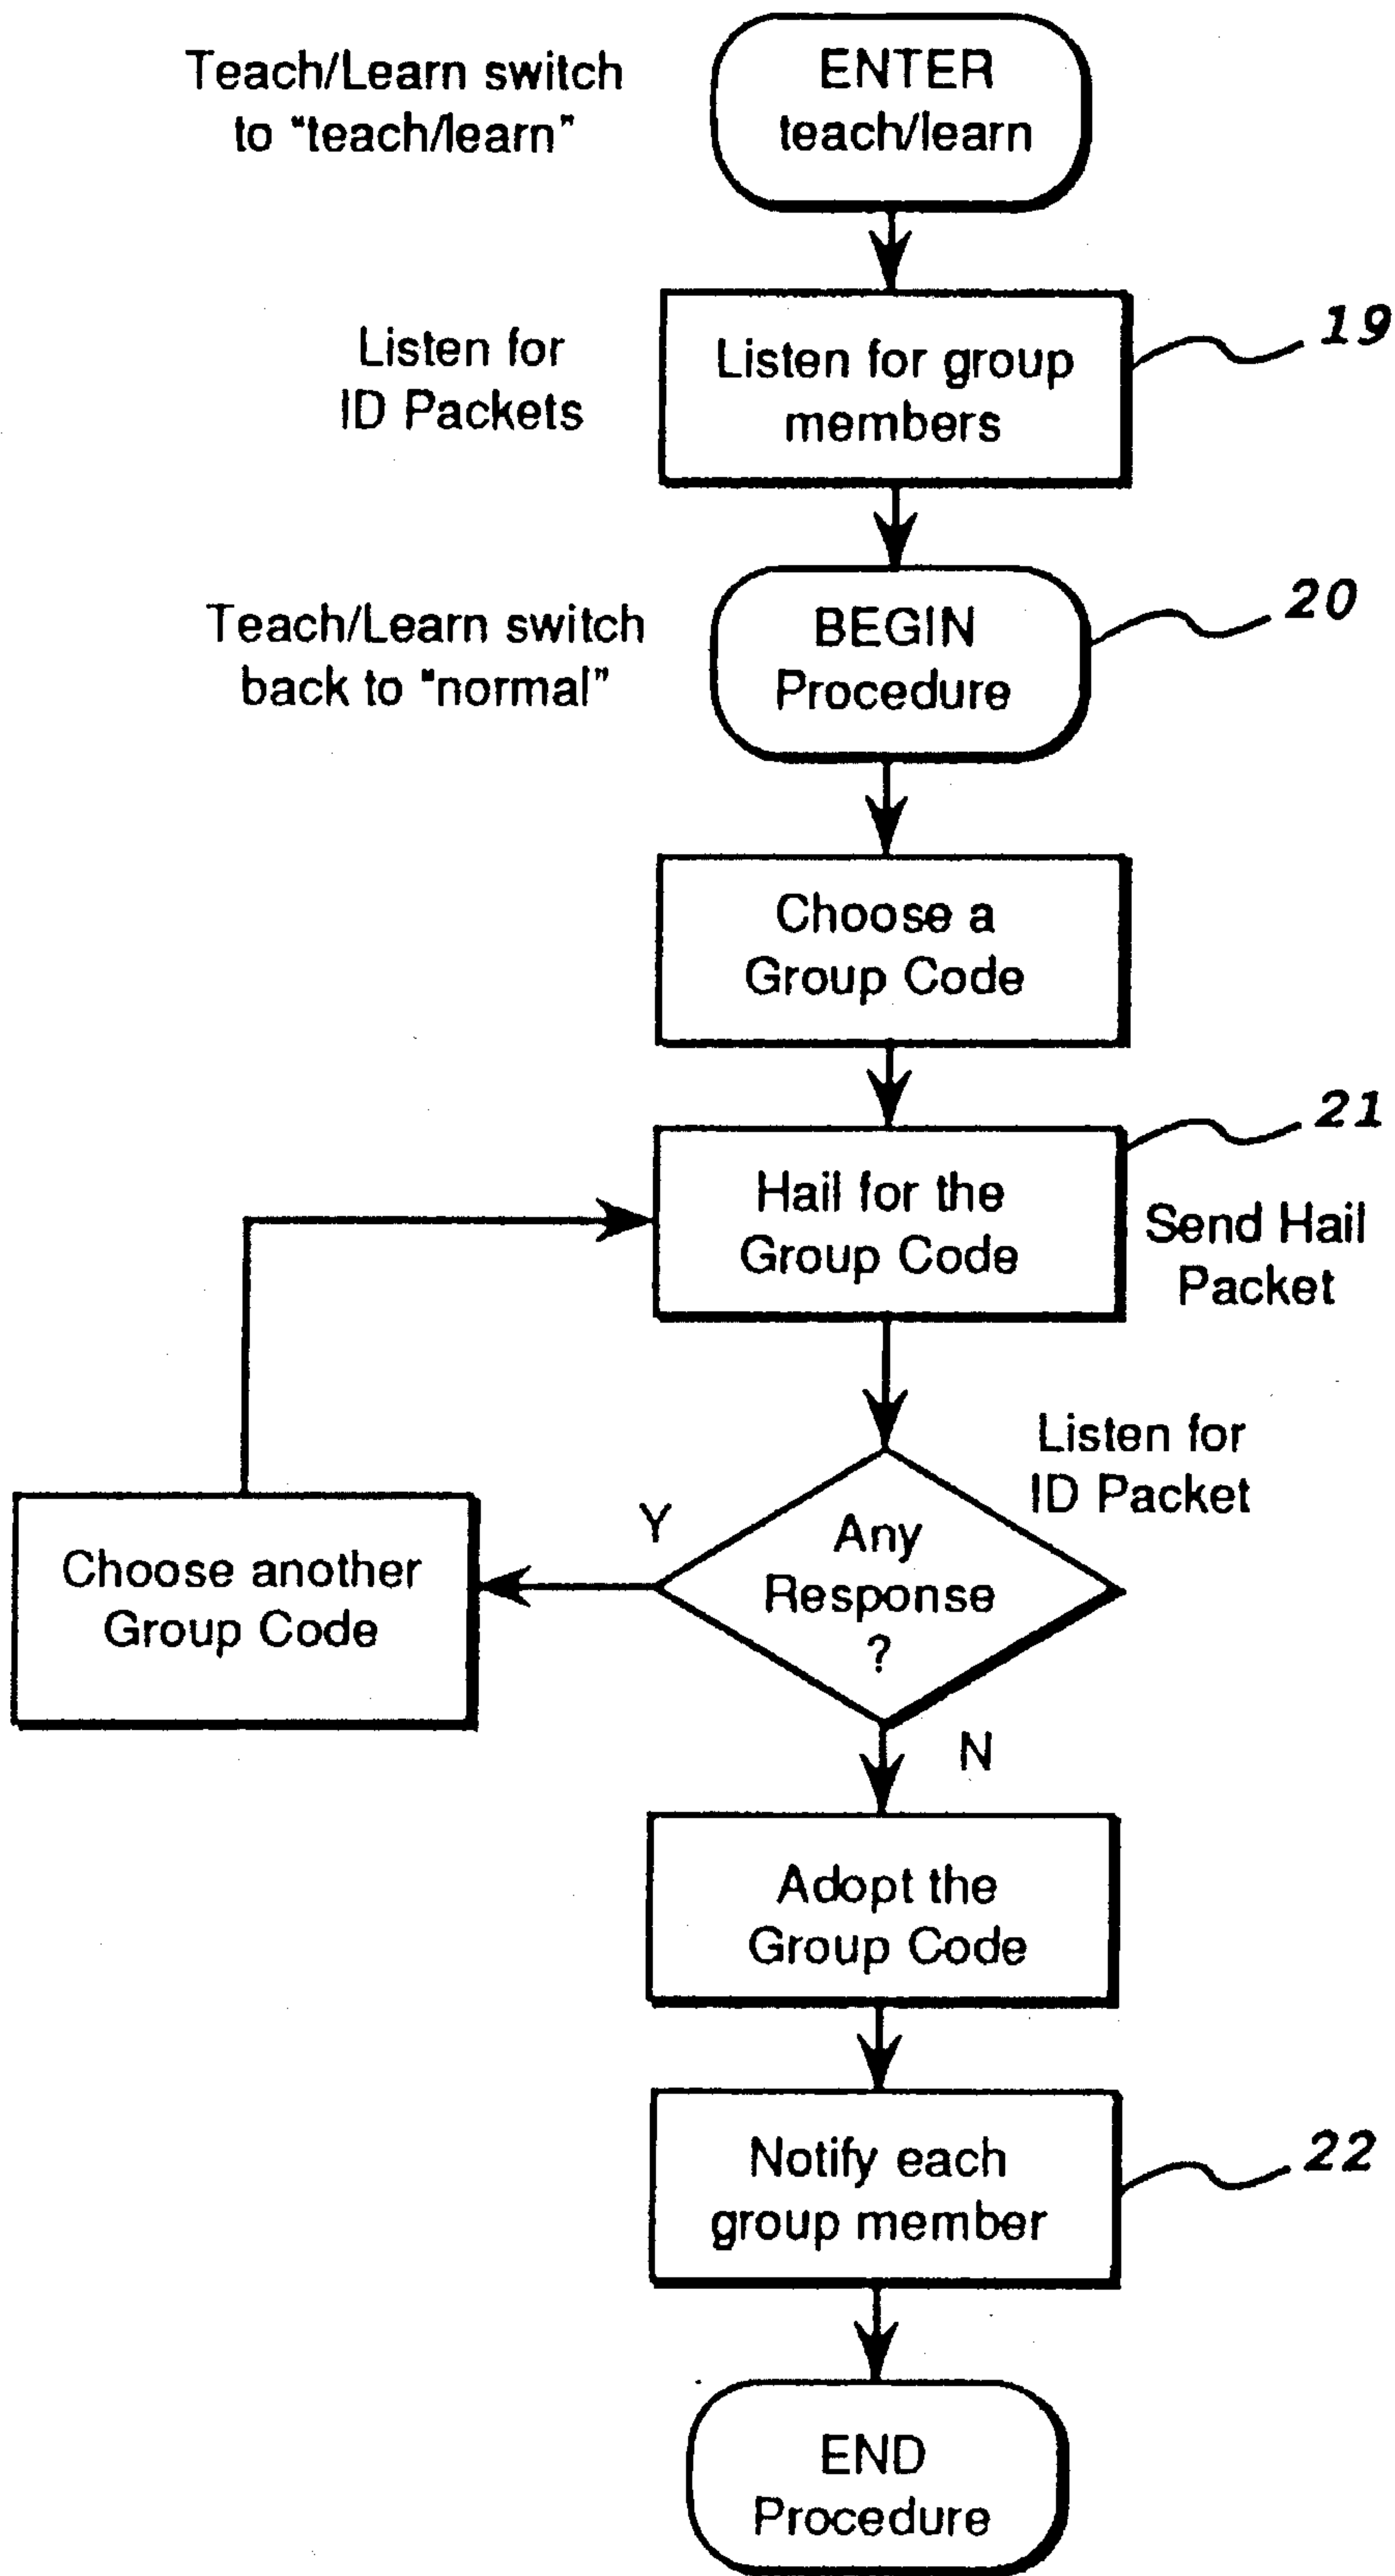 Teach/Learn switch
to "teach/learn"
ENTER
teach/learn
Listen for
ID Packets
Listen for group
members
19
Teach/Learn switch
back to "normal"
BEGIN
Procedure
20
Choose a
Group Code
21
Hail for the
Group Code
Send Hail
Packet
Listen for
ID Packet
Y
Any
Response
?
Choose another
Group Code
N
Adopt the
Group Code
Notify each
group member
22
END
Procedure